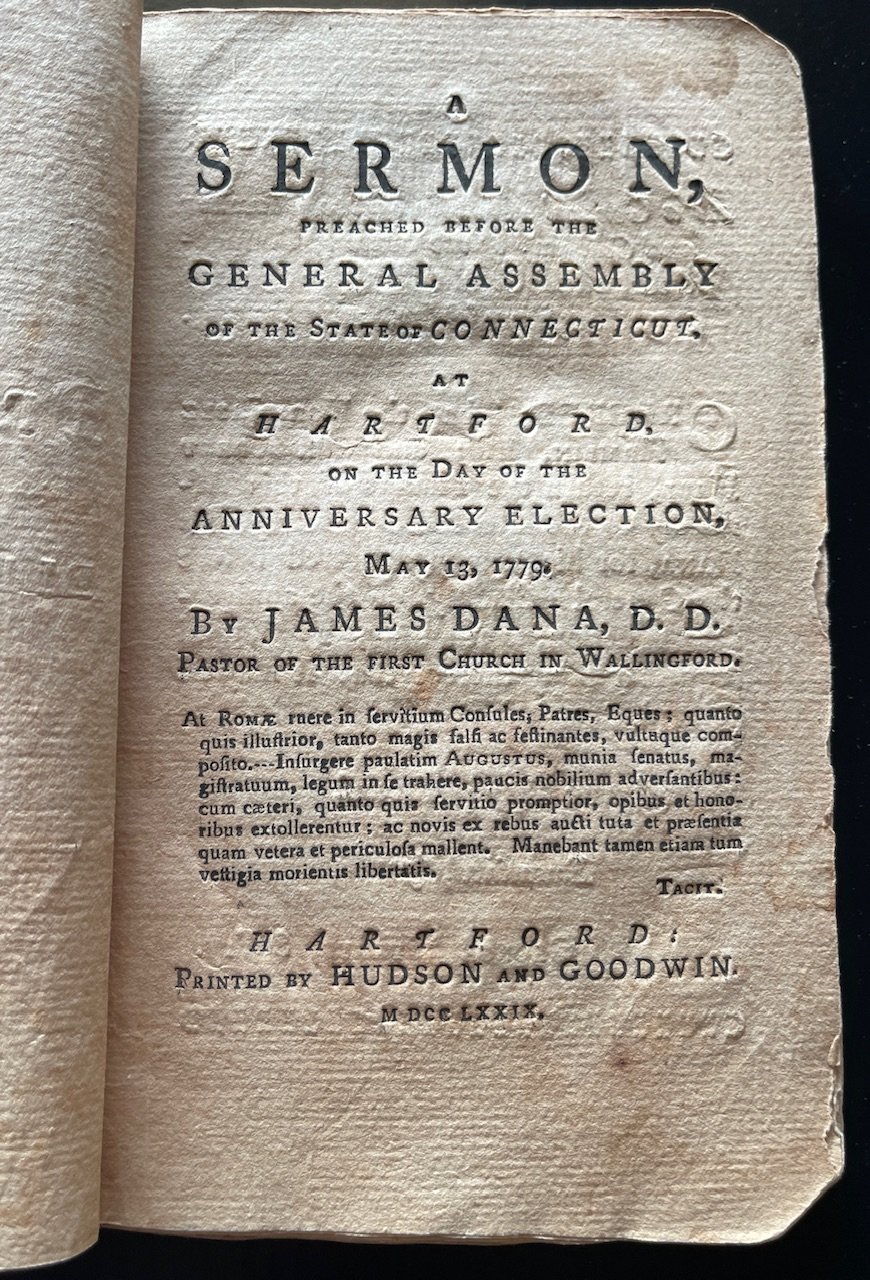 A
SERMON,
PREACHED BEFORE THE
GENERAL ASSEMBLY
OF THE STATE OF CONNECTICUT,
AT
HARTFORD,
ON THE DAY OF THE
ANNIVERSARY ELECTION,
MAY 13, 1779.
BY JAMES DANA, D. D.
PASTOR OF THE FIRST CHURCH IN WALLINGFORD.
At ROMÆ ruere in ſervitium Conſules, Patres, Eques; quanto
quis illuſtrior, tanto magis falſi ac feſtinantes, vultuque com-
poſito.---Inſurgere paulatim AUGUSTUS, munia ſenatus, ma-
giſtratuum, legum in ſe trahere, paucis nobilium adverſantibus:
cum cæteri, quanto quis ſervitio promptior, opibus et hono-
ribus extollerentur; ac novis ex rebus aucti tuta et præſentia
quam vetera et periculoſa mallent. Manebant tamen etiam tum
veſtigia morientis libertatis.
TACIT.
HARTFORD:
PRINTED BY HUDSON AND GOODWIN.
M DCC LXXIX.